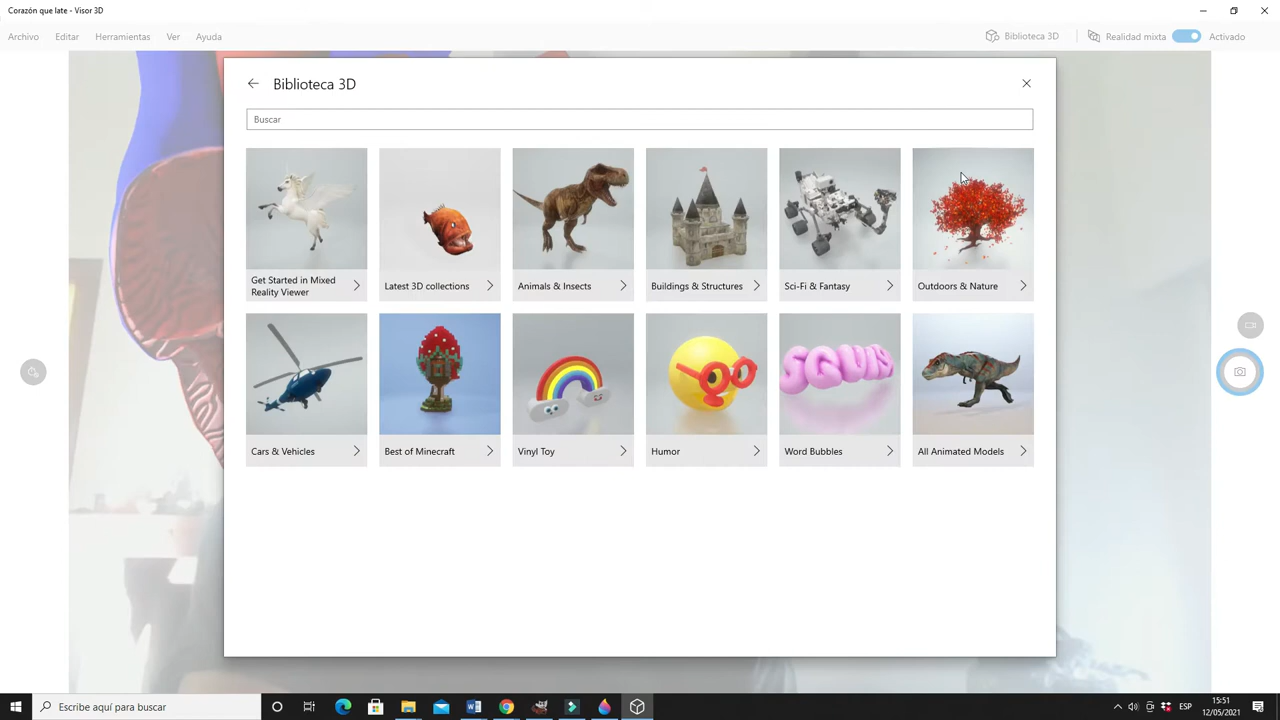 Corazón que late - Visor 3D
Archivo Editar Herramientas Ver Ayuda Biblioteca 3D Realidad mixta Activado
Biblioteca 3D
Buscar
Get Started in Mixed
Reality Viewer
Latest 3D collections
Animals & Insects
Buildings & Structures
Sci-Fi & Fantasy
Outdoors & Nature
Cars & Vehicles
Best of Minecraft
Vinyl Toy
Humor
Word Bubbles
All Animated Models
Escribe aquí para buscar
ESP
15:51
12/05/2021